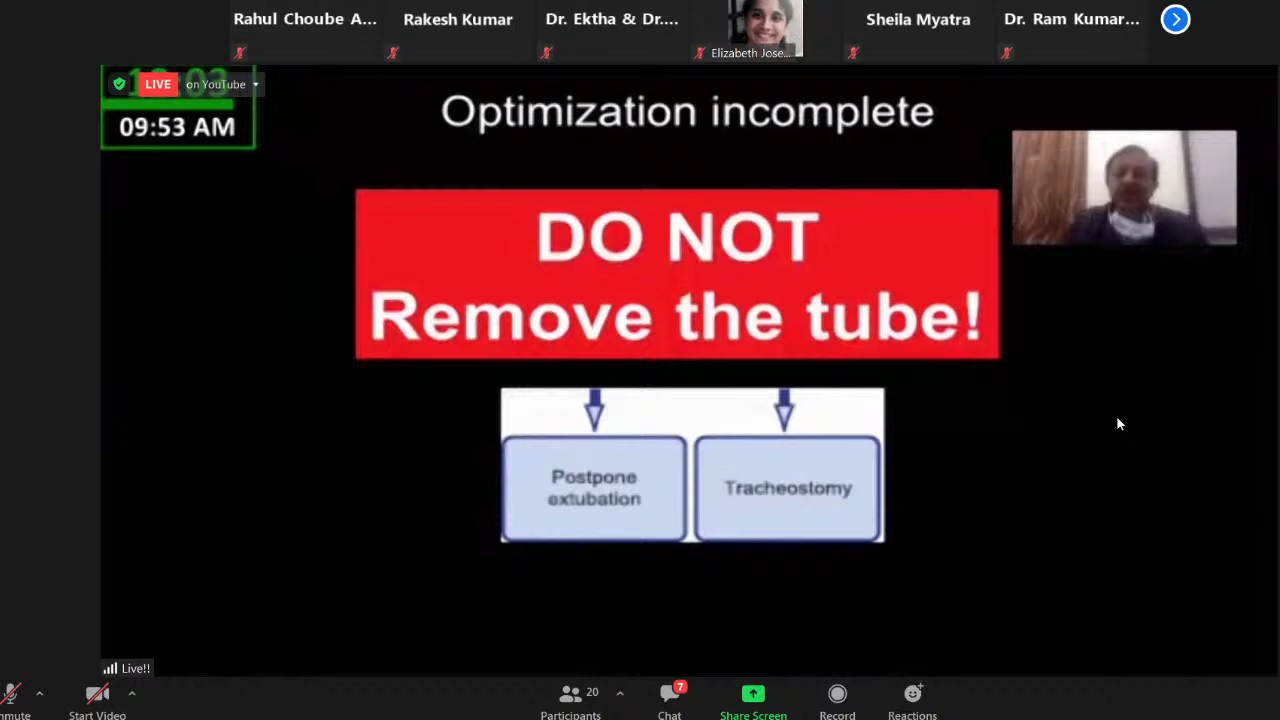 Rahul Choube A...
Rakesh Kumar
Dr. Ektha & Dr....
Elizabeth Jose...
Sheila Myatra
Dr. Ram Kumar...
LIVE
on YouTube
09:53 AM
Optimization incomplete
DO NOT
Remove the tube!
Postpone
extubation
Tracheostomy
Live!!
Start Video
Participants
20
Chat
7
Share Screen
Record
Reactions